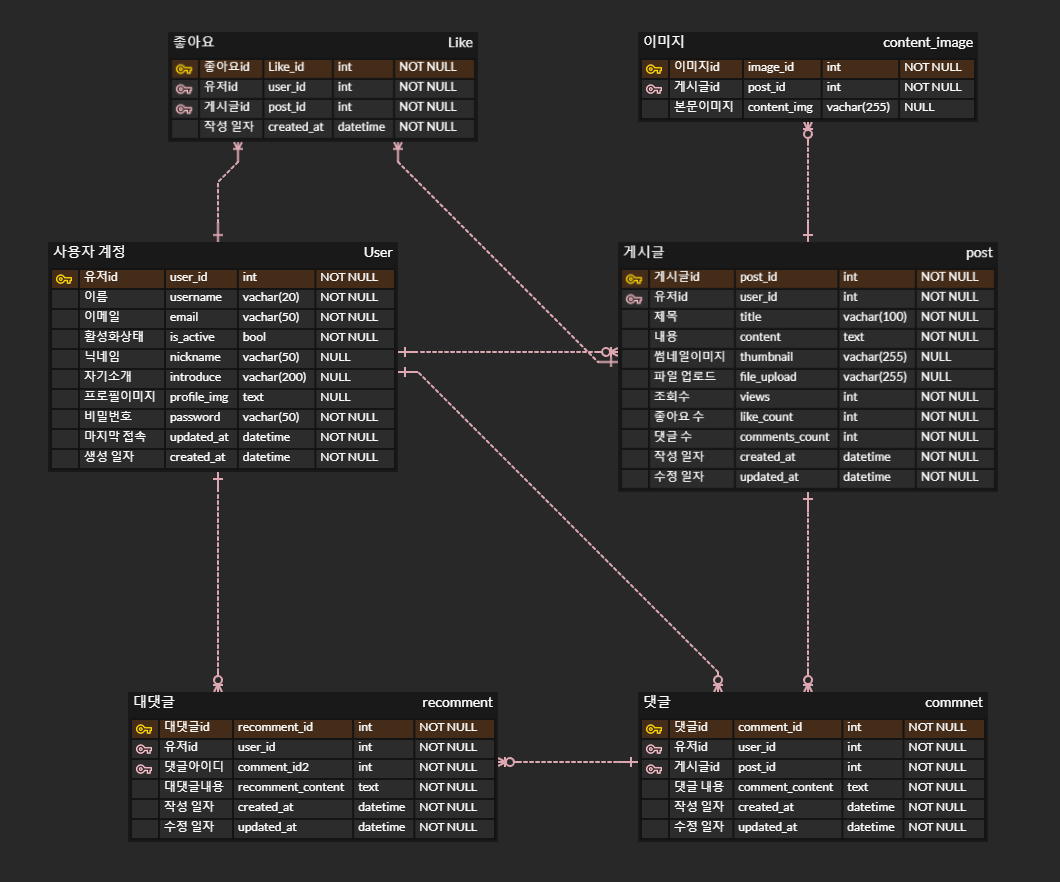 좋아요 Like
좋아요id Like_id int NOT NULL
유저id user_id int NOT NULL
게시글id post_id int NOT NULL
작성 일자 created_at datetime NOT NULL
이미지 content_image
이미지id image_id int NOT NULL
게시글id post_id int NOT NULL
본문이미지 content_img varchar(255) NULL
사용자 계정 User
유저id user_id int NOT NULL
이름 username vachar(20) NOT NULL
이메일 email vachar(50) NOT NULL
활성화상태 is_active bool NOT NULL
닉네임 nickname vachar(50) NULL
자기소개 introduce vachar(200) NULL
프로필이미지 profile_img text NULL
비밀번호 password vachar(50) NOT NULL
마지막 접속 updated_at datetime NOT NULL
생성 일자 created_at datetime NOT NULL
게시글 post
게시글id post_id int NOT NULL
유저id user_id int NOT NULL
제목 title vachar(100) NOT NULL
내용 content text NOT NULL
썸네일이미지 thumbnail vachar(255) NULL
파일 업로드 file_upload vachar(255) NULL
조회수 views int NOT NULL
좋아요 수 like_count int NOT NULL
댓글 수 comments_count int NOT NULL
작성 일자 created_at datetime NOT NULL
수정 일자 updated_at datetime NOT NULL
대댓글 recomment
대댓글id recomment_id int NOT NULL
유저id user_id int NOT NULL
댓글아이디 comment_id2 int NOT NULL
대댓글내용 recomment_content text NOT NULL
작성 일자 created_at datetime NOT NULL
수정 일자 updated_at datetime NOT NULL
댓글 commnet
댓글id comment_id int NOT NULL
유저id user_id int NOT NULL
게시글id post_id int NOT NULL
댓글 내용 comment_content text NOT NULL
작성 일자 created_at datetime NOT NULL
수정 일자 updated_at datetime NOT NULL